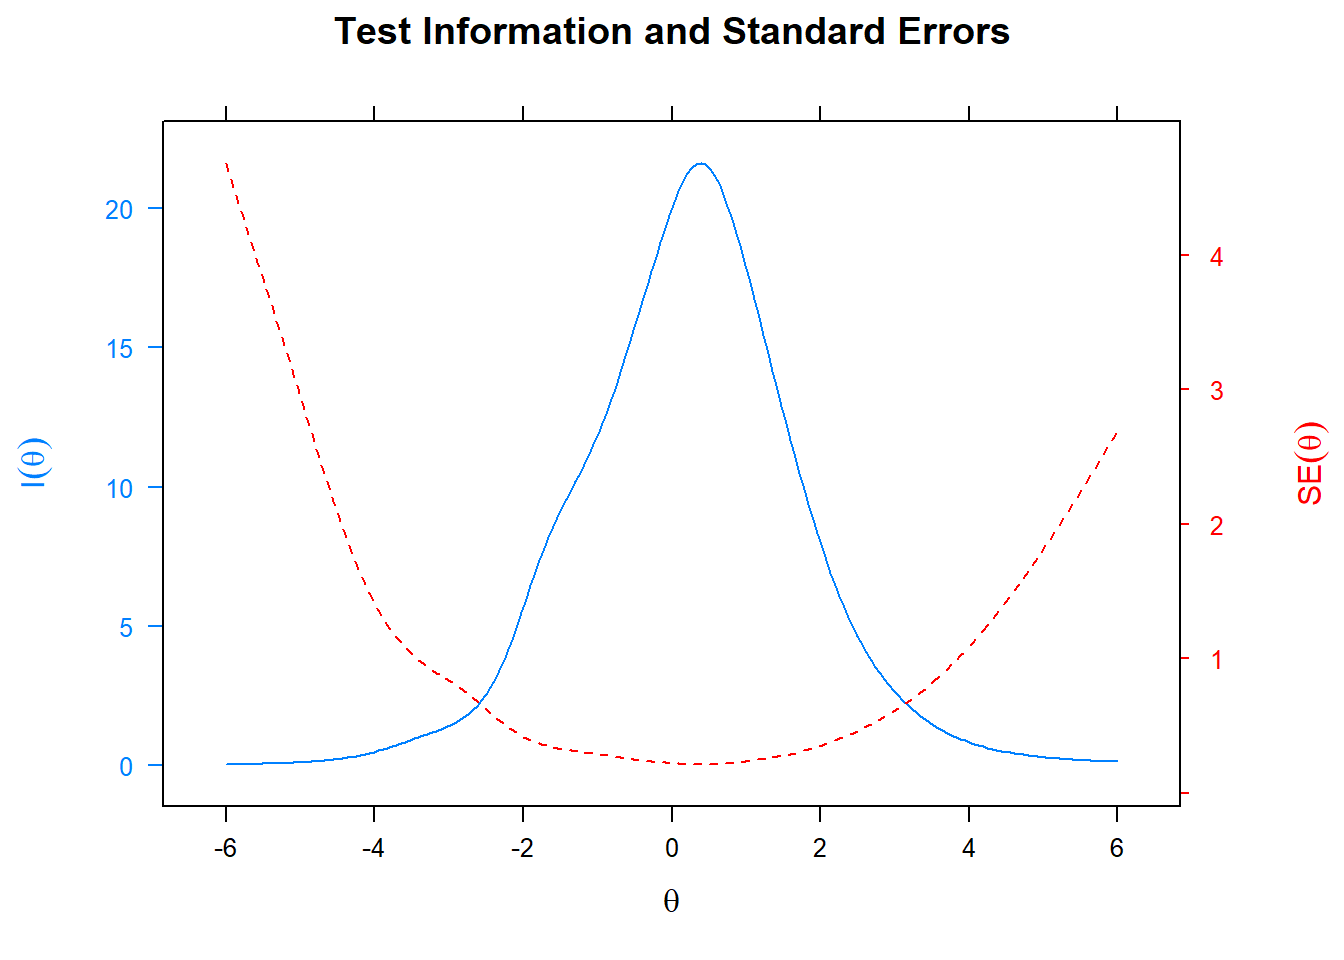 Test Information and Standard Errors
20
15
10
5
0
I(θ)
4
3
2
1
SE(θ)
-6 -4 -2 0 2 4 6
θ